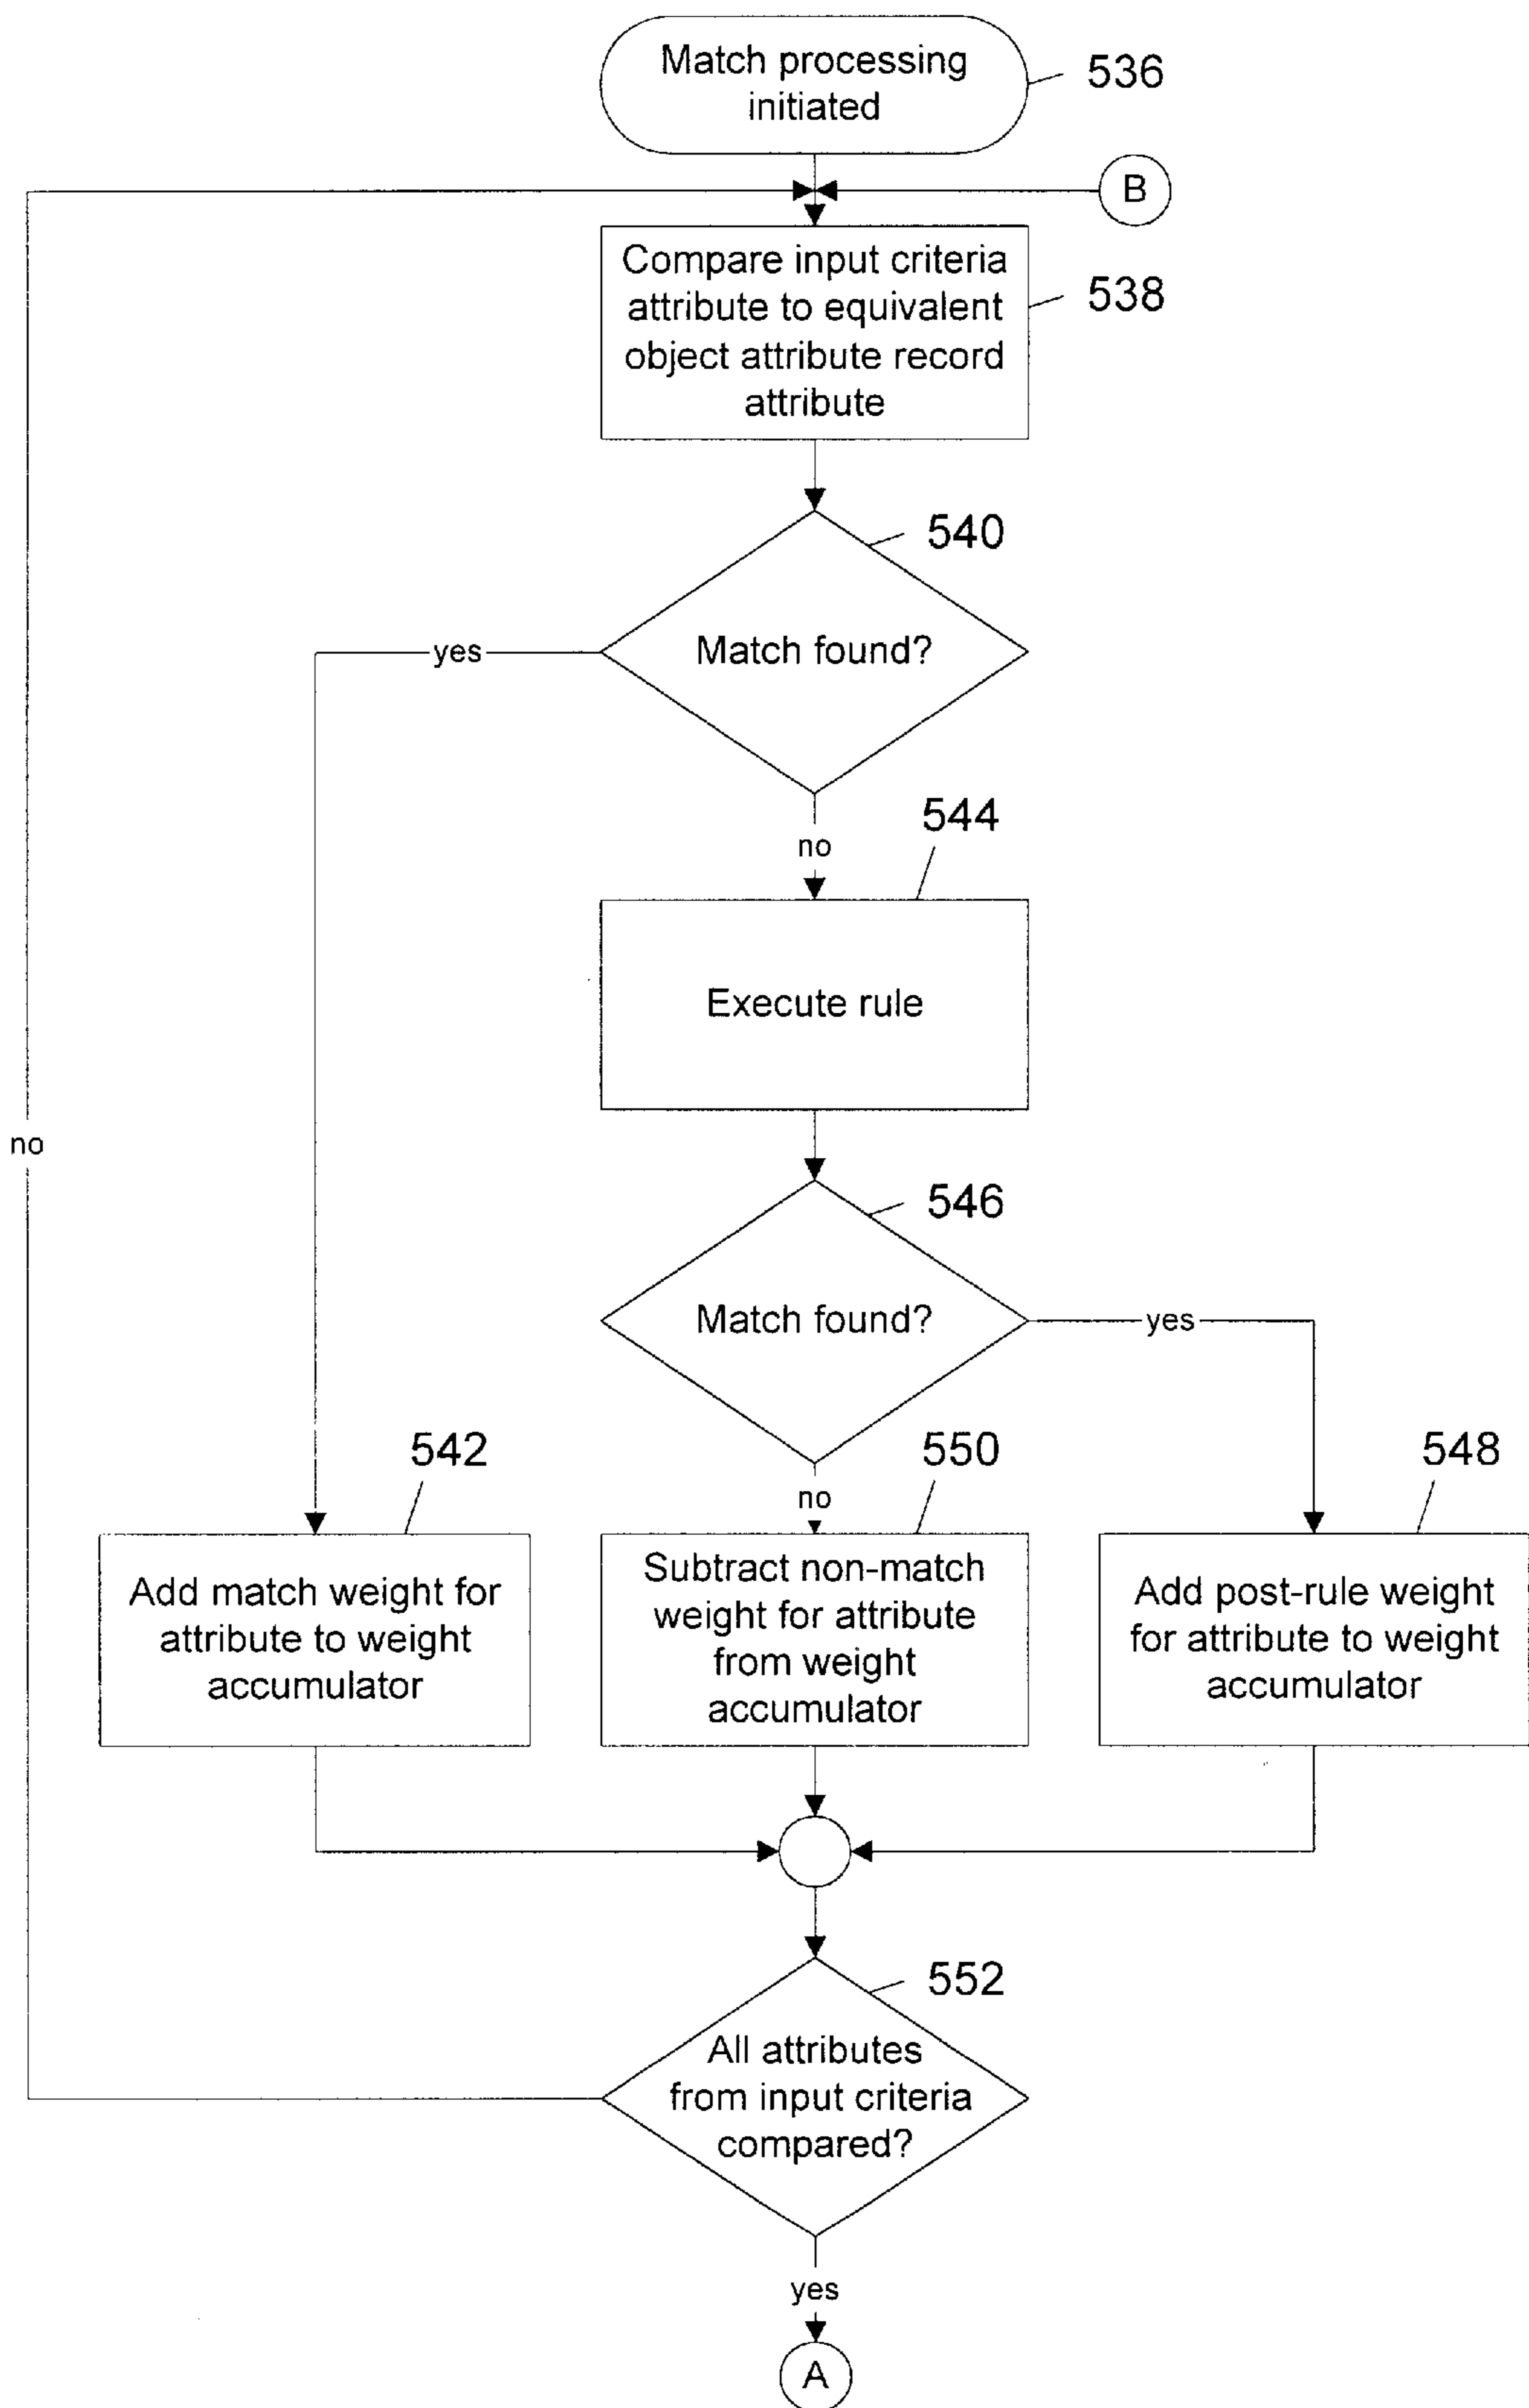 Match processing
initiated
536
B
Compare input criteria
attribute to equivalent
object attribute record
attribute
538
540
Match found?
yes
no
544
Execute rule
no
546
Match found?
yes
542
550
548
no
Add match weight for
attribute to weight
accumulator
Subtract non-match
weight for attribute
from weight
accumulator
Add post-rule weight
for attribute to weight
accumulator
552
All attributes
from input criteria
compared?
yes
A